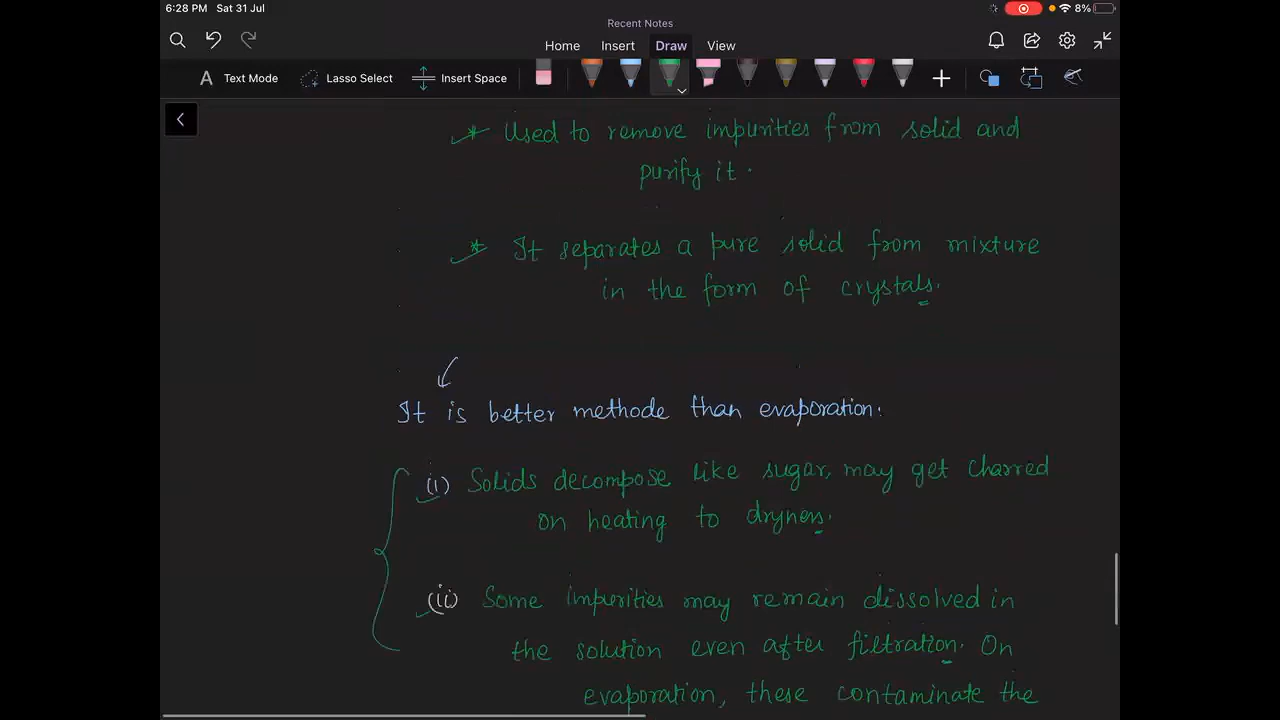 6:28 PM Sat 31 Jul 8%
Recent Notes
Home Insert Draw View
A Text Mode Lasso Select Insert Space
* Used to remove impurities from solid and
purify it.
* It separates a pure solid from mixture
in the form of crystals.
It is better methode than evaporation.
(i) Solids decompose like sugar, may get charred
on heating to dryness.
(ii) Some impurities may remain dissolved in
the solution even after filtration. On
evaporation, these contaminate the